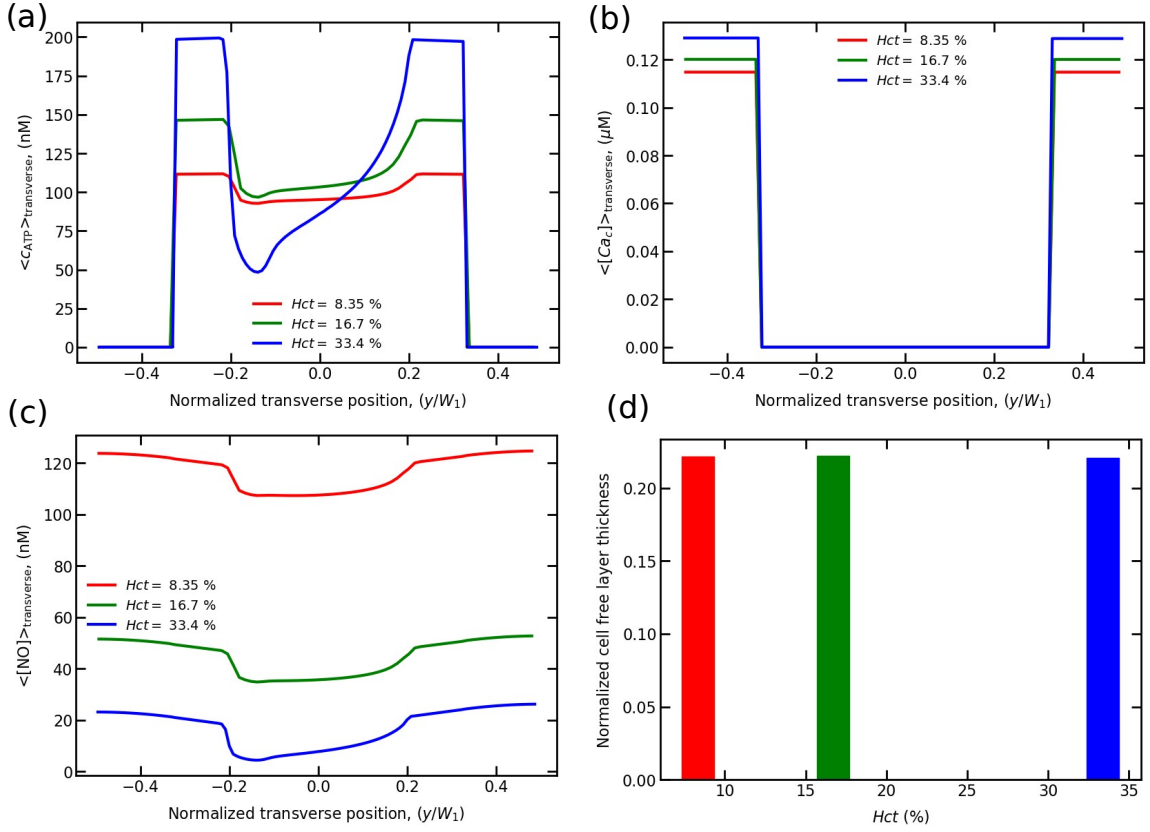 (a)
200
175
150
125
100
75
50
25
0
<c_ATP>_transverse, (nM)
Hct = 8.35 %
Hct = 16.7 %
Hct = 33.4 %
−0.4 −0.2 0.0 0.2 0.4
Normalized transverse position, (y/W₁)
(b)
0.12
0.10
0.08
0.06
0.04
0.02
0.00
<[Ca_c]>_transverse, (μM)
Hct = 8.35 %
Hct = 16.7 %
Hct = 33.4 %
−0.4 −0.2 0.0 0.2 0.4
Normalized transverse position, (y/W₁)
(c)
120
100
80
60
40
20
0
<[NO]>_transverse, (nM)
Hct = 8.35 %
Hct = 16.7 %
Hct = 33.4 %
−0.4 −0.2 0.0 0.2 0.4
Normalized transverse position, (y/W₁)
(d)
0.20
0.15
0.10
0.05
0.00
Normalized cell free layer thickness
10 15 20 25 30 35
Hct (%)